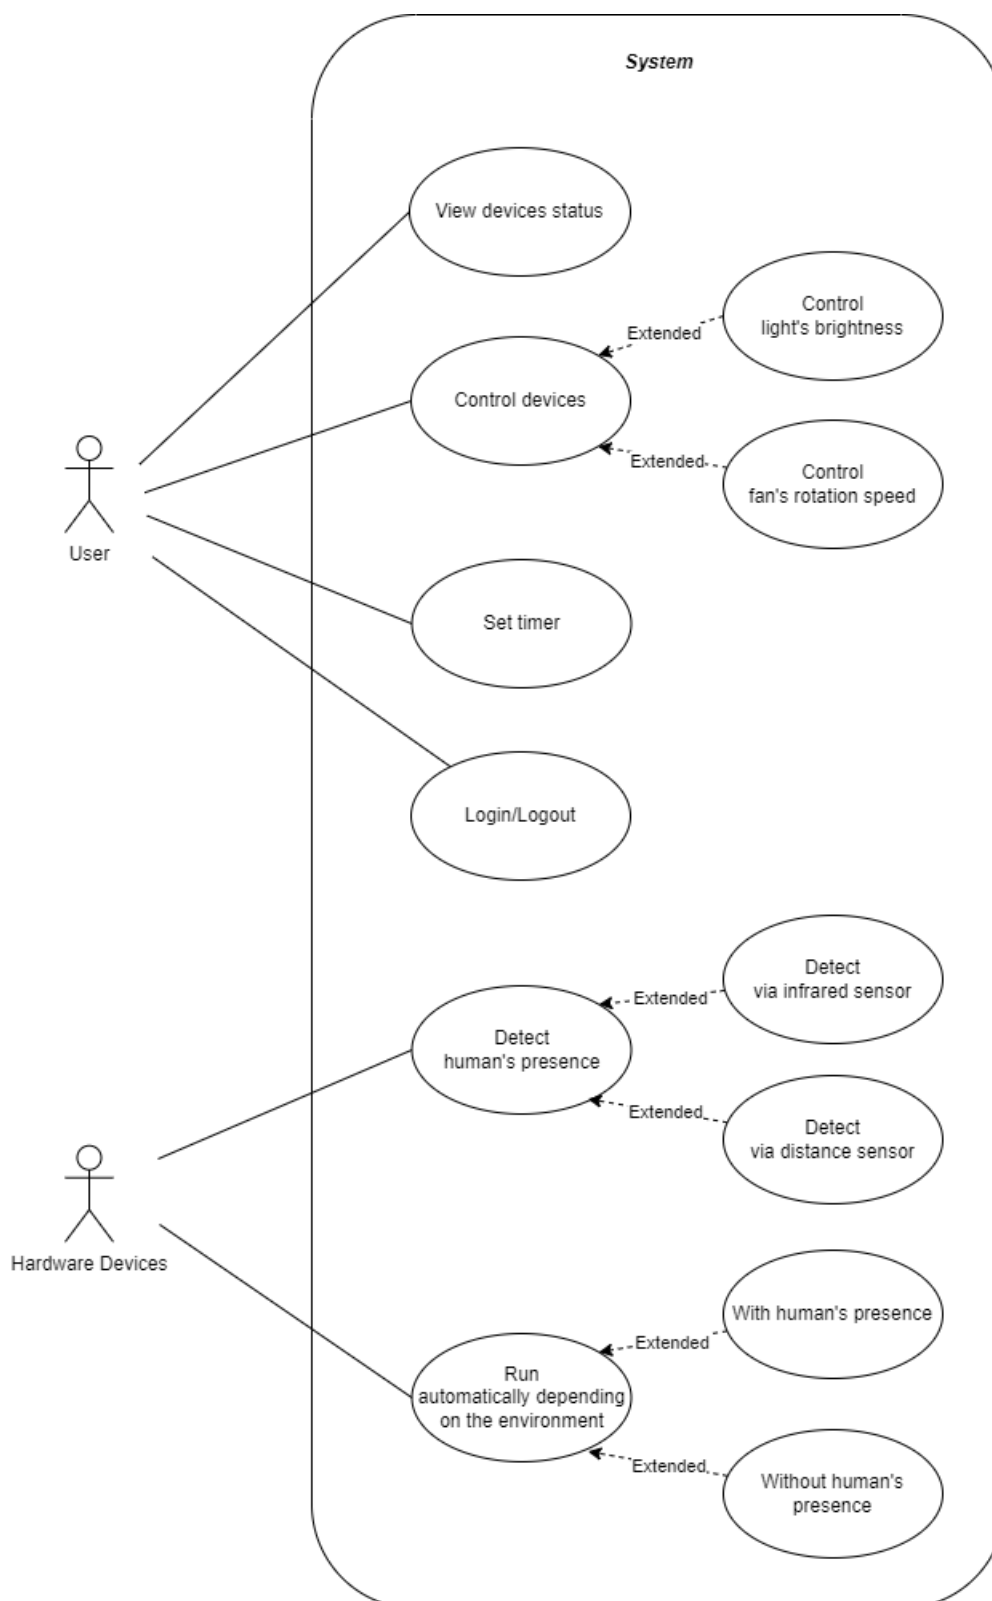 System
View devices status
Control
light's brightness
Extended
Control devices
Extended
Control
fan's rotation speed
User
Set timer
Login/Logout
Detect
via infrared sensor
Extended
Detect
human's presence
Extended
Detect
via distance sensor
Hardware Devices
With human's presence
Extended
Run
automatically depending
on the environment
Extended
Without human's
presence